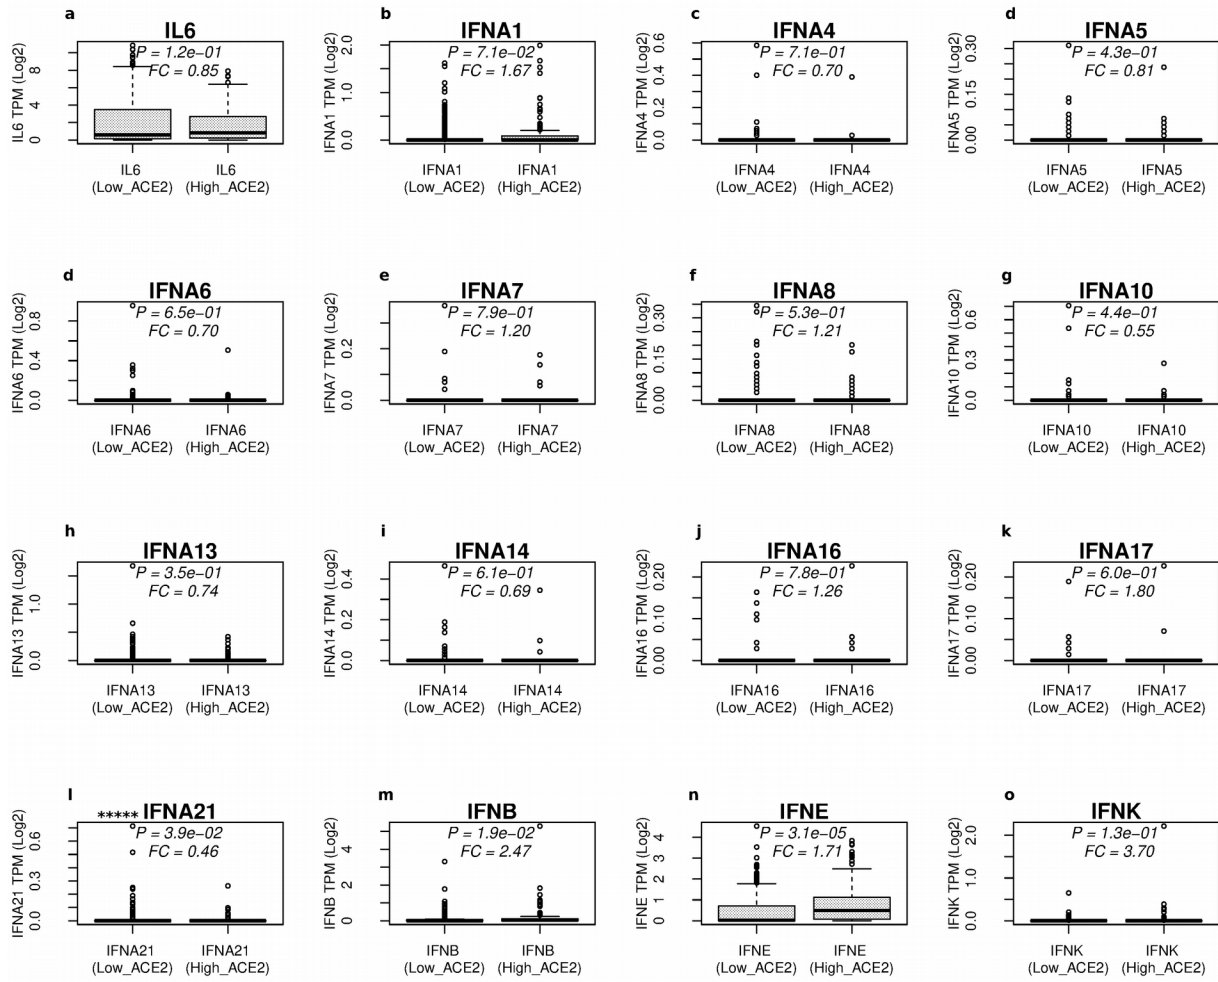 a
IL6
P = 1.2e−01
FC = 0.85
IL6 TPM (Log2)
0 4 8
IL6 IL6
(Low_ACE2) (High_ACE2)
b
IFNA1
P = 7.1e−02
FC = 1.67
IFNA1 TPM (Log2)
0.0 1.0 2.0
IFNA1 IFNA1
(Low_ACE2) (High_ACE2)
c
IFNA4
P = 7.1e−01
FC = 0.70
IFNA4 TPM (Log2)
0.0 0.2 0.4 0.6
IFNA4 IFNA4
(Low_ACE2) (High_ACE2)
d
IFNA5
P = 4.3e−01
FC = 0.81
IFNA5 TPM (Log2)
0.00 0.15 0.30
IFNA5 IFNA5
(Low_ACE2) (High_ACE2)
d
IFNA6
P = 6.5e−01
FC = 0.70
IFNA6 TPM (Log2)
0.0 0.4 0.8
IFNA6 IFNA6
(Low_ACE2) (High_ACE2)
e
IFNA7
P = 7.9e−01
FC = 1.20
IFNA7 TPM (Log2)
0.0 0.2
IFNA7 IFNA7
(Low_ACE2) (High_ACE2)
f
IFNA8
P = 5.3e−01
FC = 1.21
IFNA8 TPM (Log2)
0.00 0.15 0.30
IFNA8 IFNA8
(Low_ACE2) (High_ACE2)
g
IFNA10
P = 4.4e−01
FC = 0.55
IFNA10 TPM (Log2)
0.0 0.3 0.6
IFNA10 IFNA10
(Low_ACE2) (High_ACE2)
h
IFNA13
P = 3.5e−01
FC = 0.74
IFNA13 TPM (Log2)
0.0 1.0
IFNA13 IFNA13
(Low_ACE2) (High_ACE2)
i
IFNA14
P = 6.1e−01
FC = 0.69
IFNA14 TPM (Log2)
0.0 0.2 0.4
IFNA14 IFNA14
(Low_ACE2) (High_ACE2)
j
IFNA16
P = 7.8e−01
FC = 1.26
IFNA16 TPM (Log2)
0.00 0.10 0.20
IFNA16 IFNA16
(Low_ACE2) (High_ACE2)
k
IFNA17
P = 6.0e−01
FC = 1.80
IFNA17 TPM (Log2)
0.00 0.10 0.20
IFNA17 IFNA17
(Low_ACE2) (High_ACE2)
l
***** IFNA21
P = 3.9e−02
FC = 0.46
IFNA21 TPM (Log2)
0.0 0.3 0.6
IFNA21 IFNA21
(Low_ACE2) (High_ACE2)
m
IFNB
P = 1.9e−02
FC = 2.47
IFNB TPM (Log2)
0 2 4
IFNB IFNB
(Low_ACE2) (High_ACE2)
n
IFNE
P = 3.1e−05
FC = 1.71
IFNE TPM (Log2)
0 1 2 4
IFNE IFNE
(Low_ACE2) (High_ACE2)
o
IFNK
P = 1.3e−01
FC = 3.70
IFNK TPM (Log2)
0.0 1.0 2.0
IFNK IFNK
(Low_ACE2) (High_ACE2)